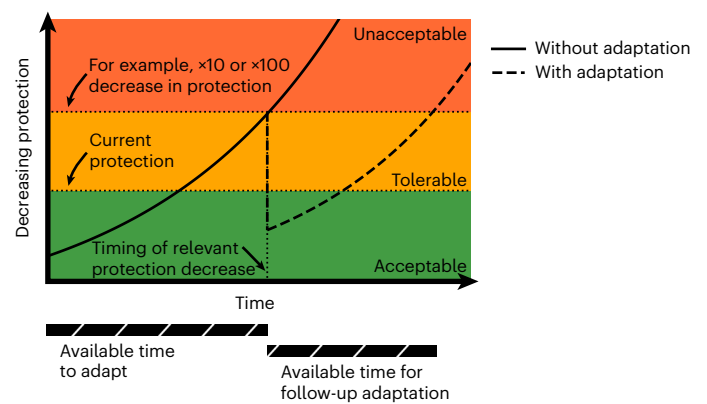 Unacceptable
For example, ×10 or ×100
decrease in protection
Without adaptation
With adaptation
Current
protection
Tolerable
Decreasing protection
Timing of relevant
protection decrease
Acceptable
Time
Available time
to adapt
Available time for
follow-up adaptation